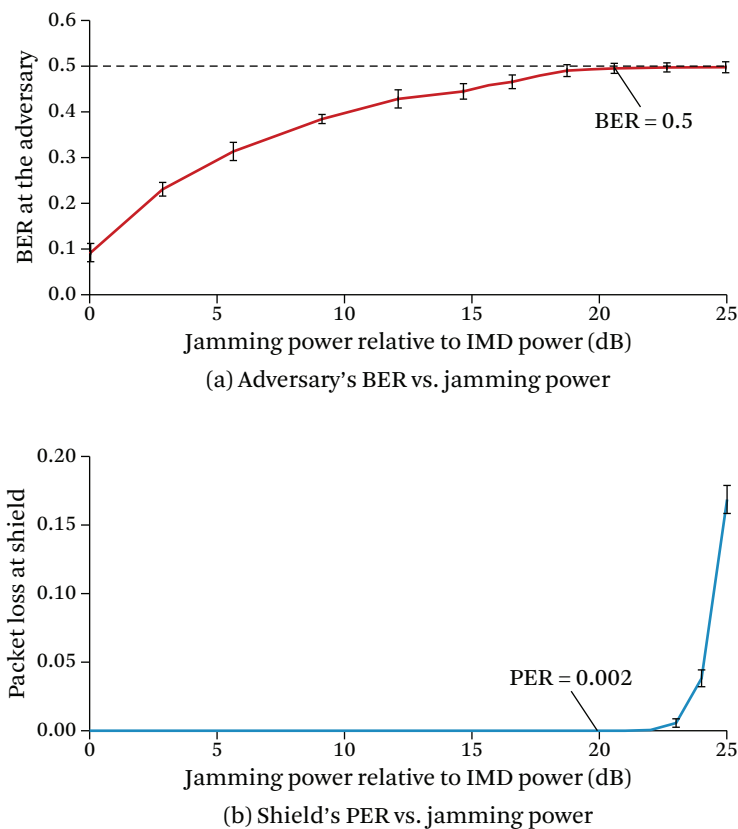 0.6
0.5
0.4
0.3
0.2
0.1
0.0
BER at the adversary
BER = 0.5
0 5 10 15 20 25
Jamming power relative to IMD power (dB)
(a) Adversary's BER vs. jamming power
0.20
0.15
0.10
0.05
0.00
Packet loss at shield
PER = 0.002
0 5 10 15 20 25
Jamming power relative to IMD power (dB)
(b) Shield's PER vs. jamming power